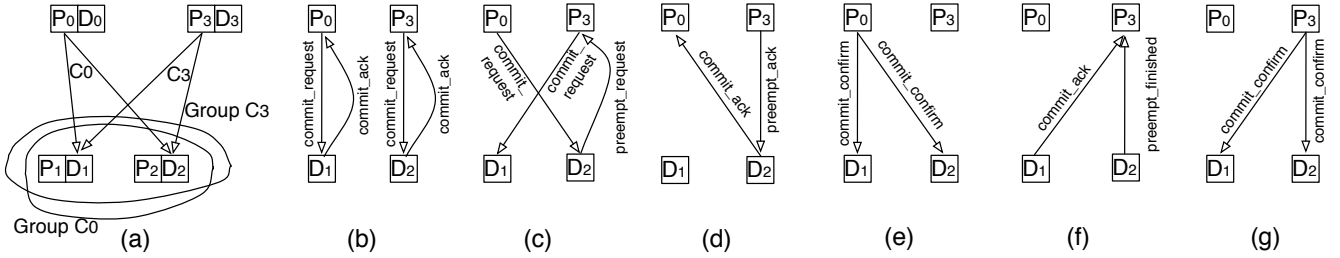 P0 D0
P3 D3
C0
C3
Group C3
P1 D1
P2 D2
Group C0
(a)
P0
P3
commit_request
commit_ack
commit_request
commit_ack
D1
D2
(b)
P0
P3
commit_
request
commit_
request
preempt_request
D1
D2
(c)
P0
P3
commit_ack
preempt_ack
D1
D2
(d)
P0
P3
commit_confirm
commit_confirm
D1
D2
(e)
P0
P3
commit_ack
preempt_finished
D1
D2
(f)
P0
P3
commit_confirm
commit_confirm
D1
D2
(g)